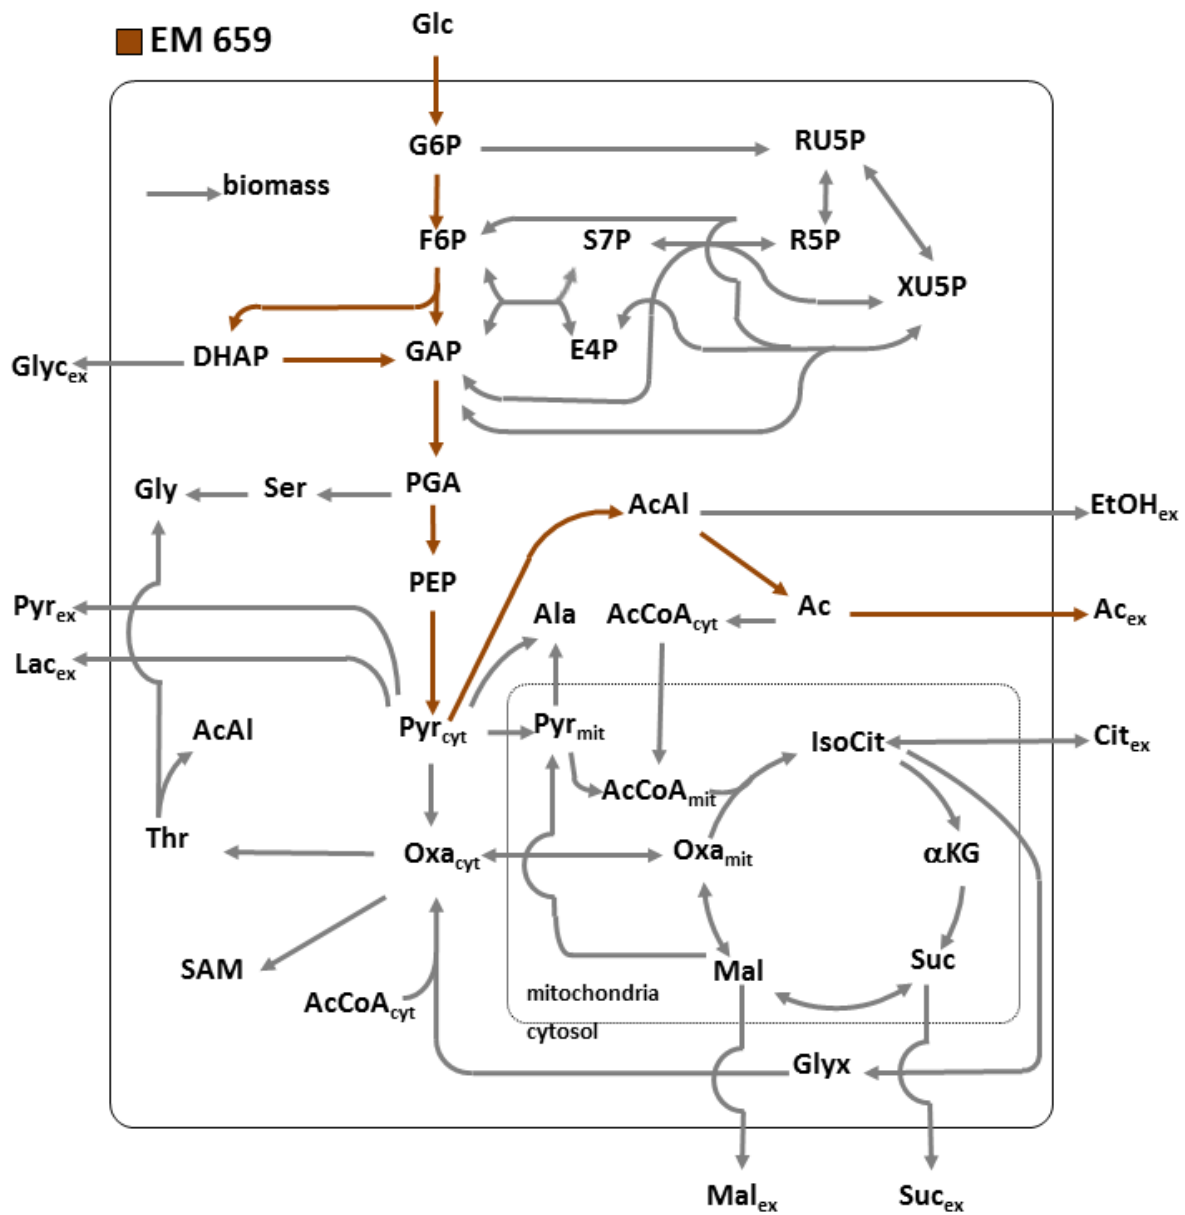 Glc
EM 659
G6P
RU5P
biomass
F6P
S7P
R5P
XU5P
DHAP
GAP
E4P
Glycex
Gly
Ser
PGA
AcAl
EtOHex
PEP
Pyrex
Ala
AcCoAcyt
Ac
Acex
Lacex
AcAl
Pyrcyt
Pyrmit
IsoCit
Citex
AcCoAmit
Thr
Oxacyt
Oxamit
αKG
SAM
Mal
Suc
AcCoAcyt
mitochondria
cytosol
Glyx
Malex
Sucex